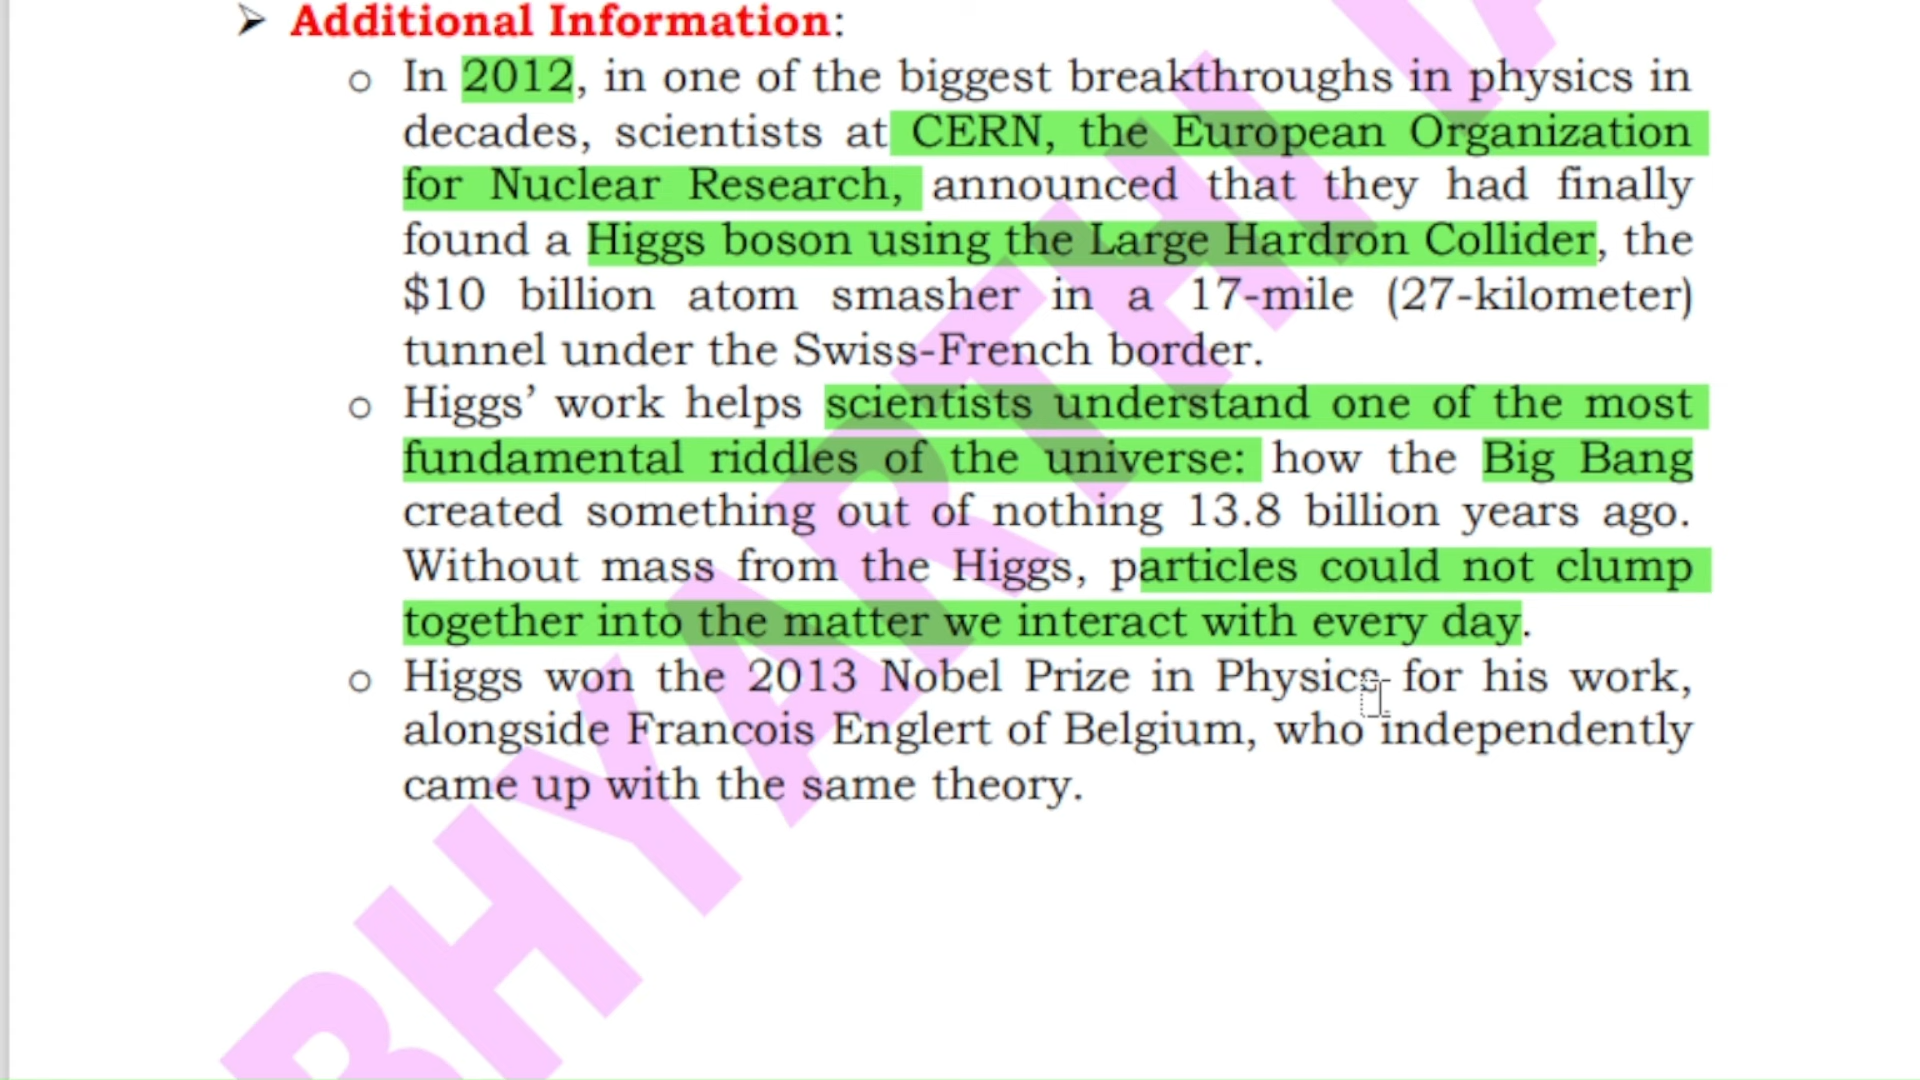 ➢ Additional Information:
o In 2012, in one of the biggest breakthroughs in physics in
decades, scientists at CERN, the European Organization
for Nuclear Research, announced that they had finally
found a Higgs boson using the Large Hardron Collider, the
$10 billion atom smasher in a 17-mile (27-kilometer)
tunnel under the Swiss-French border.
o Higgs’ work helps scientists understand one of the most
fundamental riddles of the universe: how the Big Bang
created something out of nothing 13.8 billion years ago.
Without mass from the Higgs, particles could not clump
together into the matter we interact with every day.
o Higgs won the 2013 Nobel Prize in Physics for his work,
alongside Francois Englert of Belgium, who independently
came up with the same theory.
BHYARTHI IA